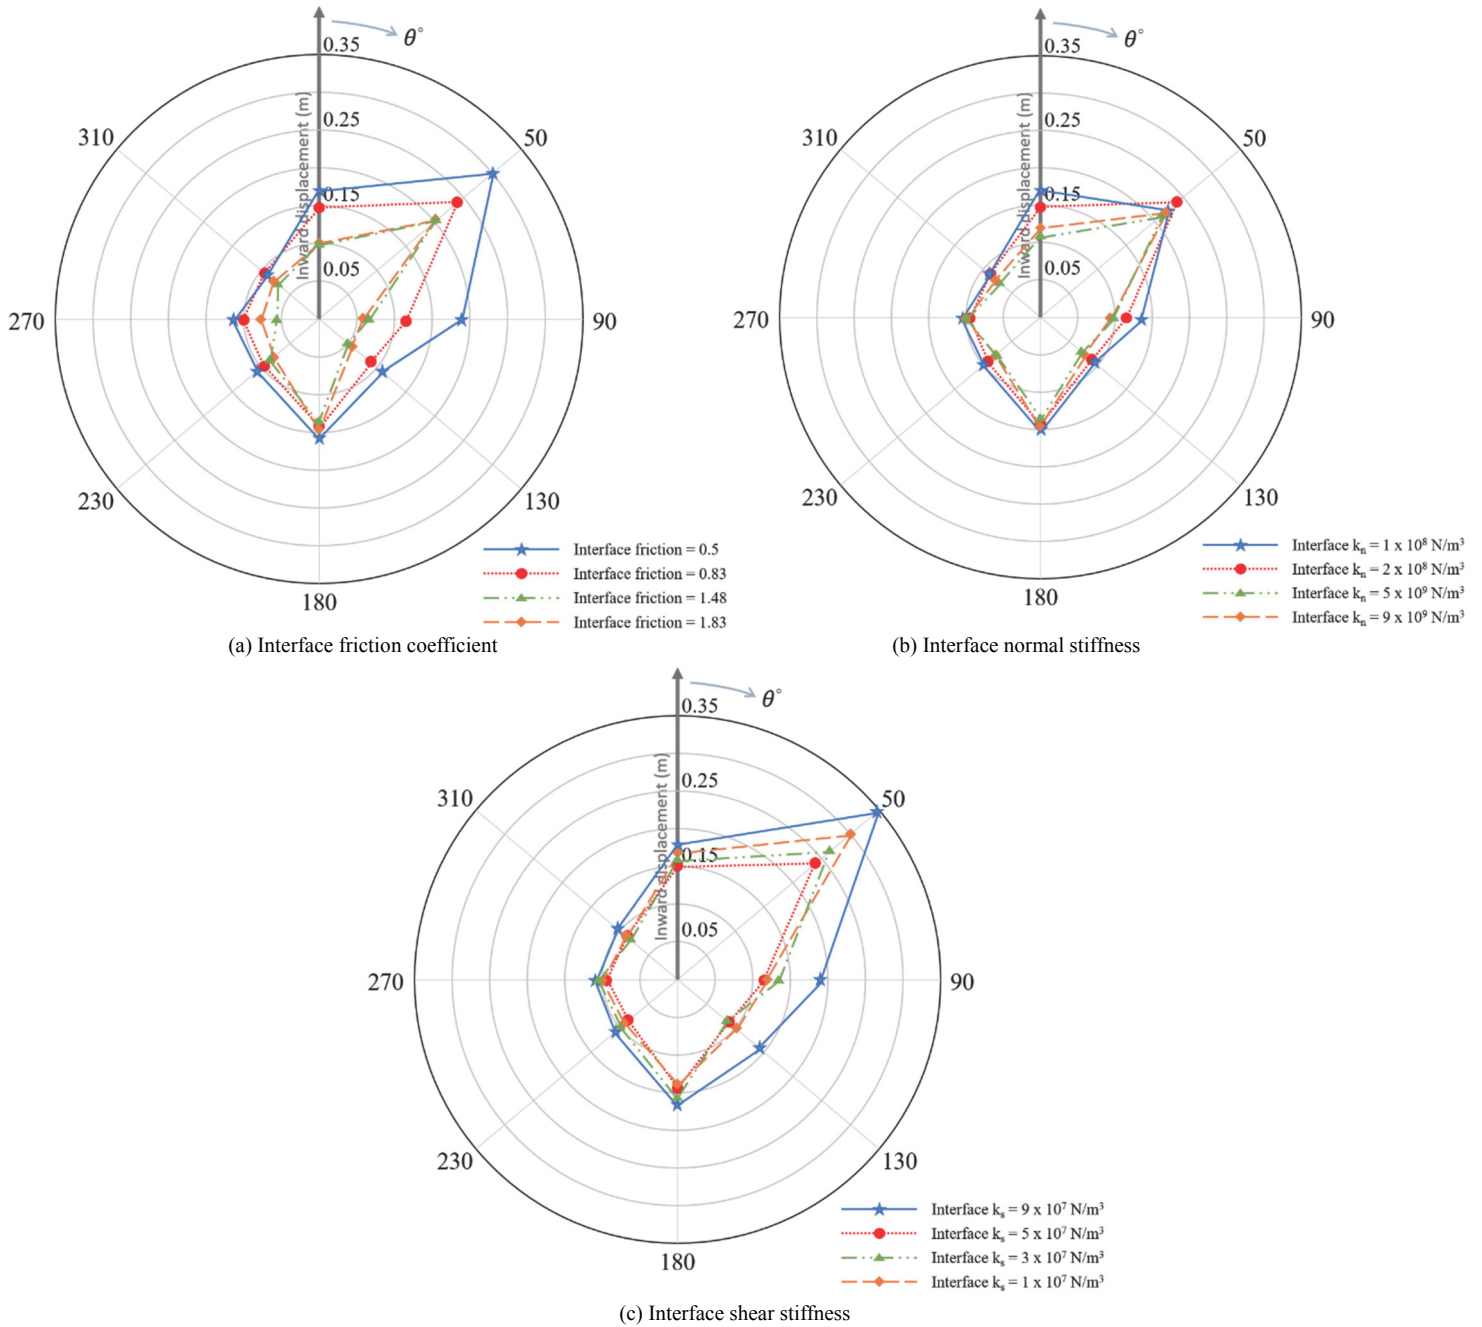 θ°
0.35
310
0.25
50
Inward displacement (m)
0.15
0.05
270
90
230
130
180
Interface friction = 0.5
Interface friction = 0.83
Interface friction = 1.48
Interface friction = 1.83
(a) Interface friction coefficient
θ°
0.35
310
0.25
50
Inward displacement (m)
0.15
0.05
270
90
230
130
180
Interface kₙ = 1 x 10⁸ N/m³
Interface kₙ = 2 x 10⁸ N/m³
Interface kₙ = 5 x 10⁹ N/m³
Interface kₙ = 9 x 10⁹ N/m³
(b) Interface normal stiffness
θ°
0.35
310
0.25
50
Inward displacement (m)
0.15
0.05
270
90
230
130
180
Interface kₛ = 9 x 10⁷ N/m³
Interface kₛ = 5 x 10⁷ N/m³
Interface kₛ = 3 x 10⁷ N/m³
Interface kₛ = 1 x 10⁷ N/m³
(c) Interface shear stiffness